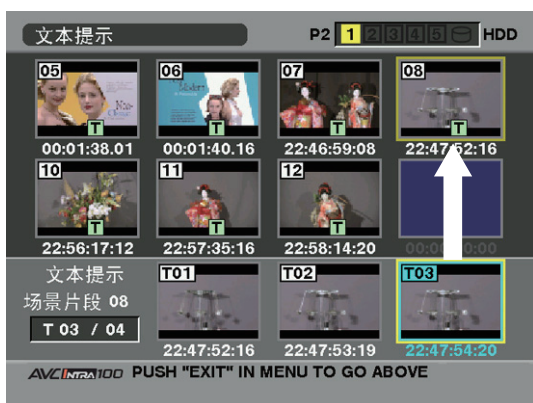 文本提示 P2 1 2 3 4 5 HDD
05 06 07 08
T T T T
00:01:38.01 00:01:40.16 22:46:59:08 22:47:52:16
10 11 12
T T T
22:56:17:12 22:57:35:16 22:58:14:20 00:00:00:00
文本提示 T01 T02 T03
场景片段 08
T 03 / 04
22:47:52:16 22:47:53:19 22:47:54:20
AVC INTRA 100 PUSH "EXIT" IN MENU TO GO ABOVE